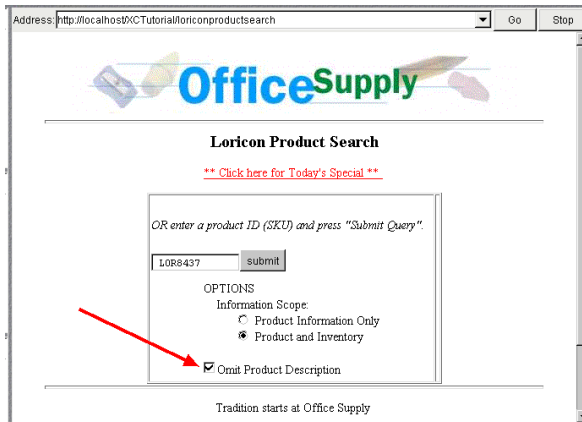 Address: http://localhost/XCTutorial/loriconproductsearch Go Stop
OfficeSupply
Loricon Product Search
** Click here for Today's Special **
OR enter a product ID (SKU) and press "Submit Query".
LOR8437 submit
OPTIONS
Information Scope:
Product Information Only
Product and Inventory
Omit Product Description
Tradition starts at Office Supply